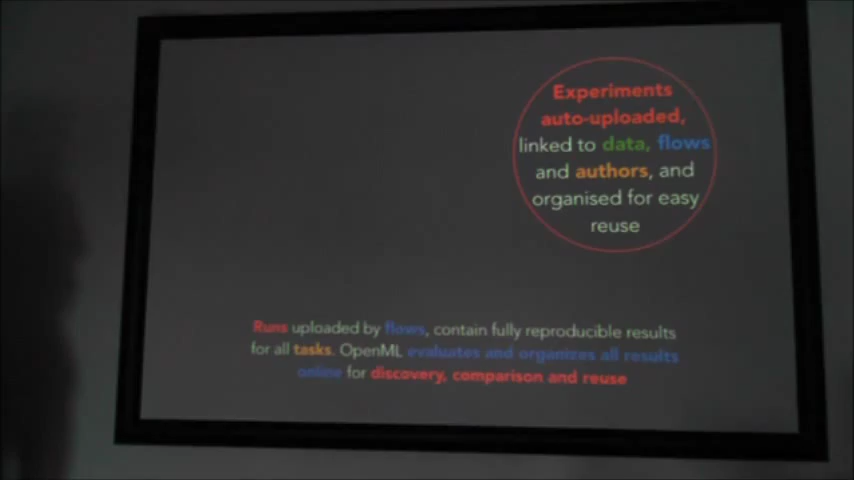 Experiments
auto-uploaded,
linked to data, flows
and authors, and
organised for easy
reuse
Runs uploaded by flows, contain fully reproducible results
for all tasks. OpenML evaluates and organizes all results
online for discovery, comparison and reuse